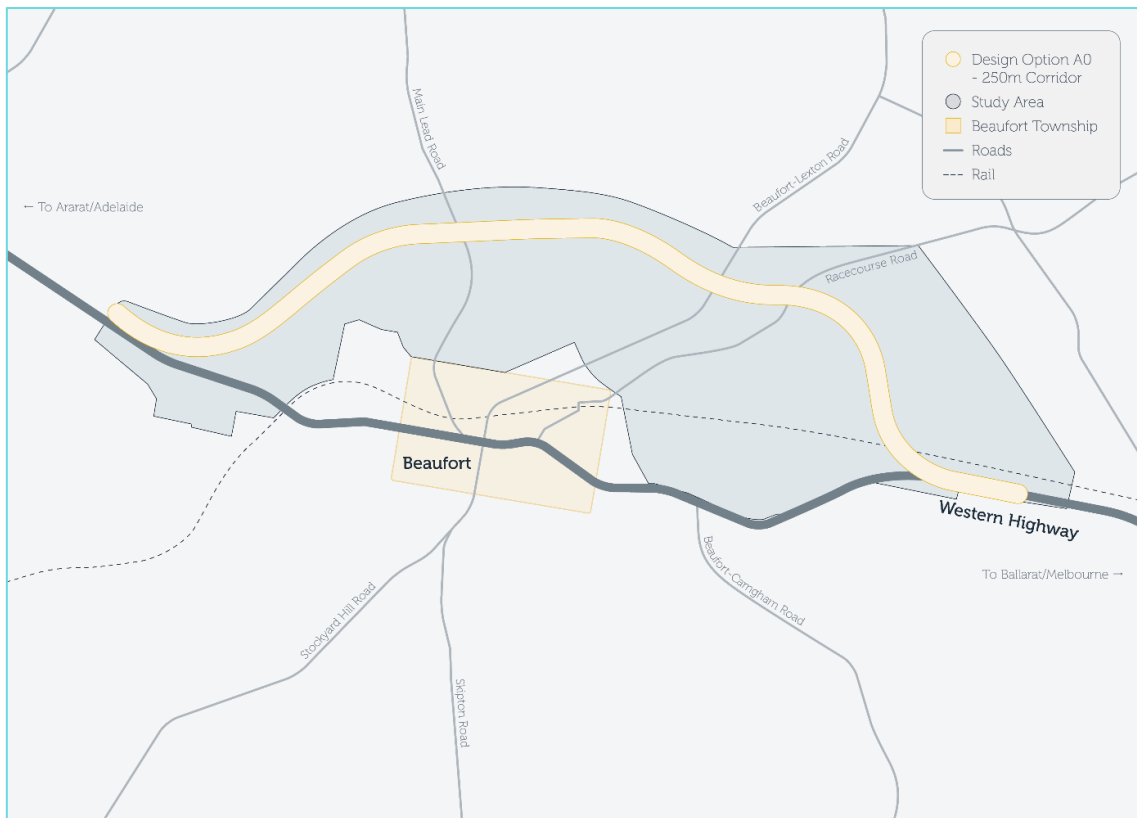 Design Option A0
- 250m Corridor
Study Area
Beaufort Township
Roads
Rail
Main Lead Road
Beaufort-Lexton Road
← To Ararat/Adelaide
Racecourse Road
Beaufort
Western Highway
Beaufort-Carngham Road
To Ballarat/Melbourne →
Stockyard Hill Road
Skipton Road